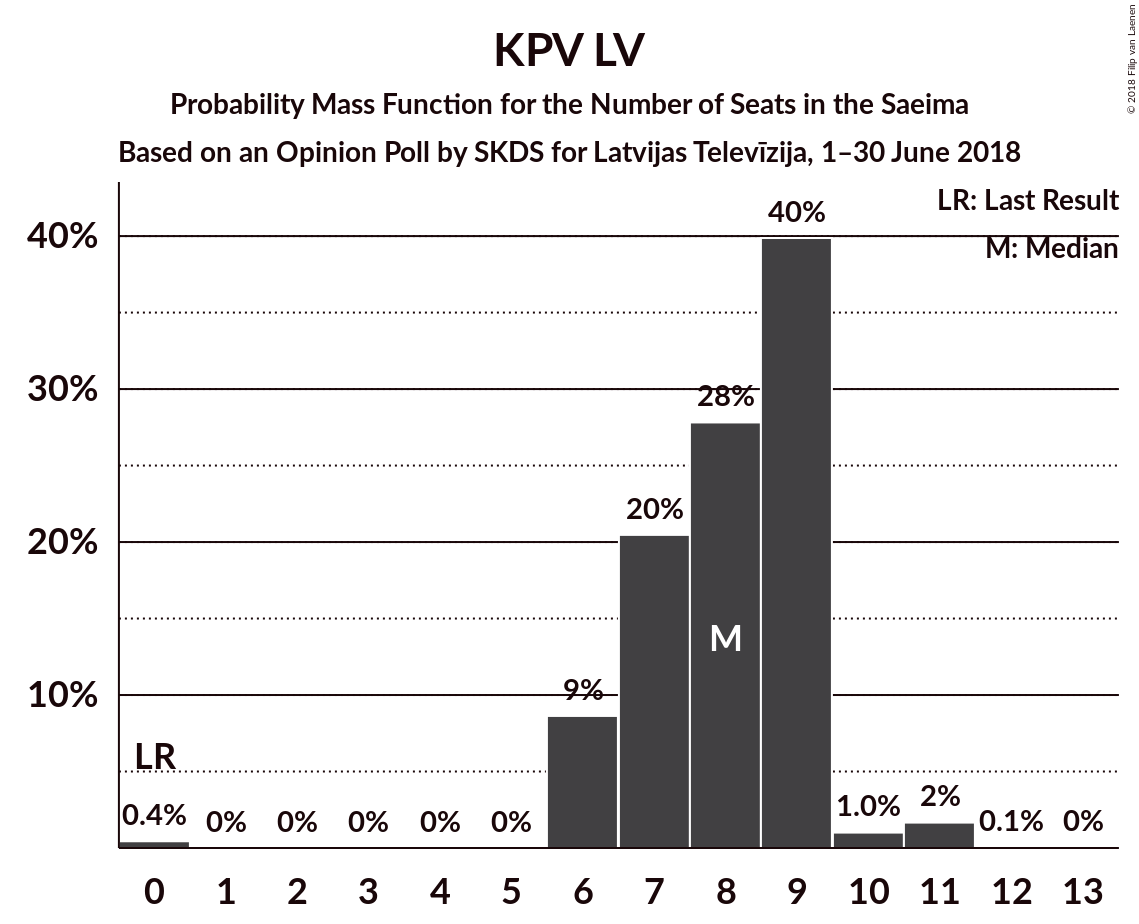 KPV LV
Probability Mass Function for the Number of Seats in the Saeima
Based on an Opinion Poll by SKDS for Latvijas Televīzija, 1–30 June 2018
© 2018 Filip van Laenen
LR: Last Result
M: Median
40%
30%
20%
10%
LR
0.4%
0%
0%
0%
0%
0%
9%
20%
28%
M
40%
1.0%
2%
0.1%
0%
0 1 2 3 4 5 6 7 8 9 10 11 12 13